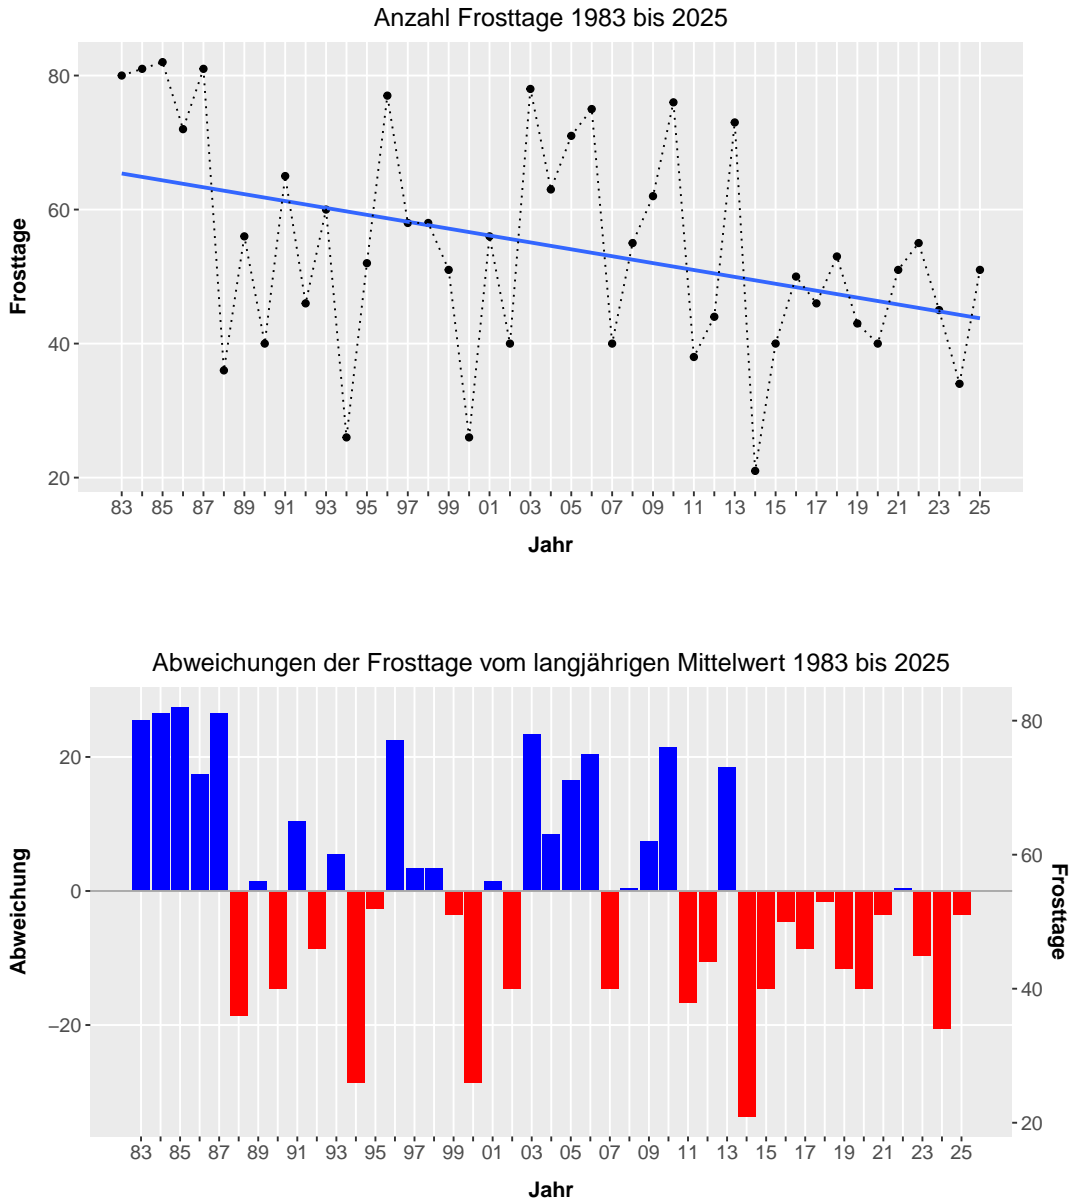 Anzahl Frosttage 1983 bis 2025
80
60
40
20
Frosttage
83 85 87 89 91 93 95 97 99 01 03 05 07 09 11 13 15 17 19 21 23 25
Jahr
Abweichungen der Frosttage vom langjährigen Mittelwert 1983 bis 2025
20
0
−20
Abweichung
80
60
40
20
Frosttage
83 85 87 89 91 93 95 97 99 01 03 05 07 09 11 13 15 17 19 21 23 25
Jahr